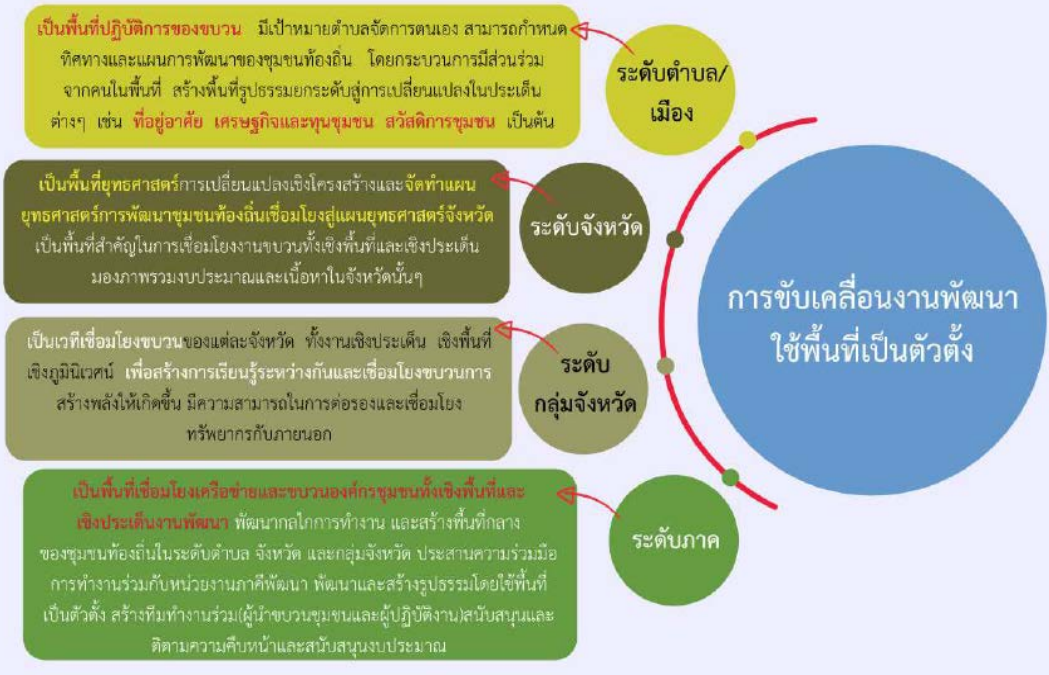 เป็นพื้นที่ปฏิบัติการของขบวน มีเป้าหมายตำบลจัดการตนเอง สามารถกำหนด
ทิศทางและแผนการพัฒนาของชุมชนท้องถิ่น โดยกระบวนการมีส่วนร่วม
จากคนในพื้นที่ สร้างพื้นที่รูปธรรมยกระดับสู่การเปลี่ยนแปลงในประเด็น
ต่างๆ เช่น ที่อยู่อาศัย เศรษฐกิจและทุนชุมชน สวัสดิการชุมชน เป็นต้น
ระดับตำบล/
เมือง
เป็นพื้นที่ยุทธศาสตร์การเปลี่ยนแปลงเชิงโครงสร้างและจัดทำแผน
ยุทธศาสตร์การพัฒนาชุมชนท้องถิ่นเชื่อมโยงสู่แผนยุทธศาสตร์จังหวัด
เป็นพื้นที่สำคัญในการเชื่อมโยงงานขบวนทั้งเชิงพื้นที่และเชิงประเด็น
มองภาพรวมงบประมาณและเนื้อหาในจังหวัดนั้นๆ
ระดับจังหวัด
เป็นเวทีเชื่อมโยงขบวนของแต่ละจังหวัด ทั้งงานเชิงประเด็น เชิงพื้นที่
เชิงภูมินิเวศน์ เพื่อสร้างการเรียนรู้ระหว่างกันและเชื่อมโยงขบวนการ
สร้างพลังให้เกิดขึ้น มีความสามารถในการต่อรองและเชื่อมโยง
ทรัพยากรกับภายนอก
ระดับ
กลุ่มจังหวัด
เป็นพื้นที่เชื่อมโยงเครือข่ายและขบวนองค์กรชุมชนทั้งเชิงพื้นที่และ
เชิงประเด็นงานพัฒนา พัฒนากลไกการทำงาน และสร้างพื้นที่กลาง
ของชุมชนท้องถิ่นในระดับตำบล จังหวัด และกลุ่มจังหวัด ประสานความร่วมมือ
การทำงานร่วมกับหน่วยงานภาคีพัฒนา พัฒนาและสร้างรูปธรรมโดยใช้พื้นที่
เป็นตัวตั้ง สร้างทีมทำงานร่วม(ผู้นำขบวนชุมชนและผู้ปฏิบัติงาน)สนับสนุนและ
ติตามความคืบหน้าและสนับสนุนงบประมาณ
ระดับภาค
การขับเคลื่อนงานพัฒนา
ใช้พื้นที่เป็นตัวตั้ง